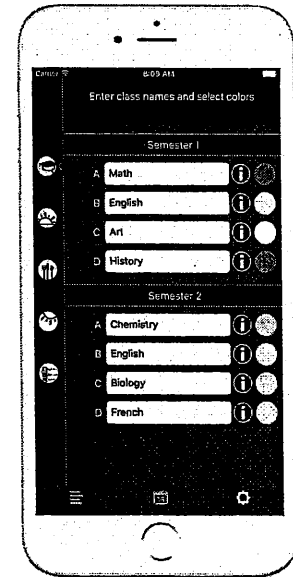 Carrier 8:09 AM
Enter class names and select colors
Semester 1
A Math i
B English i
C Art i
D History i
Semester 2
A Chemistry i
B English i
C Biology i
D French i